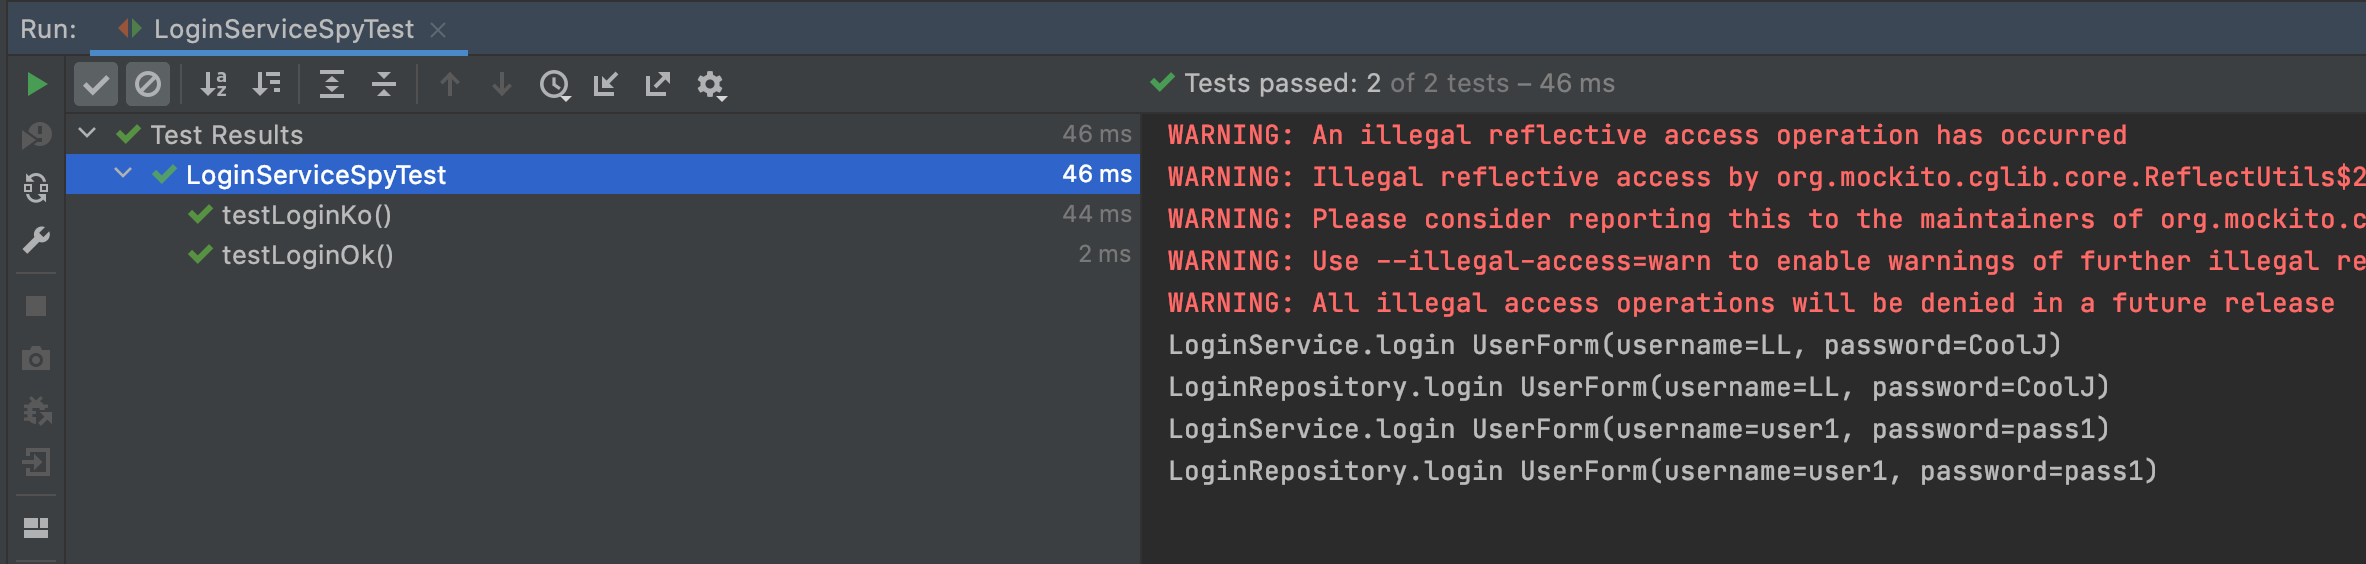 Run: LoginServiceSpyTest
Tests passed: 2 of 2 tests – 46 ms
Test Results 46 ms
LoginServiceSpyTest 46 ms
testLoginKo() 44 ms
testLoginOk() 2 ms
WARNING: An illegal reflective access operation has occurred
WARNING: Illegal reflective access by org.mockito.cglib.core.ReflectUtils$2
WARNING: Please consider reporting this to the maintainers of org.mockito.c
WARNING: Use --illegal-access=warn to enable warnings of further illegal re
WARNING: All illegal access operations will be denied in a future release
LoginService.login UserForm(username=LL, password=CoolJ)
LoginRepository.login UserForm(username=LL, password=CoolJ)
LoginService.login UserForm(username=user1, password=pass1)
LoginRepository.login UserForm(username=user1, password=pass1)